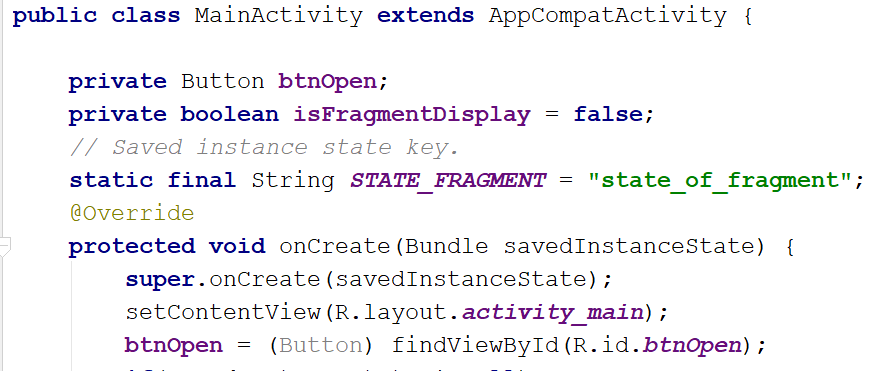 public class MainActivity extends AppCompatActivity {
private Button btnOpen;
private boolean isFragmentDisplay = false;
// Saved instance state key.
static final String STATE_FRAGMENT = "state_of_fragment";
@Override
protected void onCreate(Bundle savedInstanceState) {
super.onCreate(savedInstanceState);
setContentView(R.layout.activity_main);
btnOpen = (Button) findViewById(R.id.btnOpen);